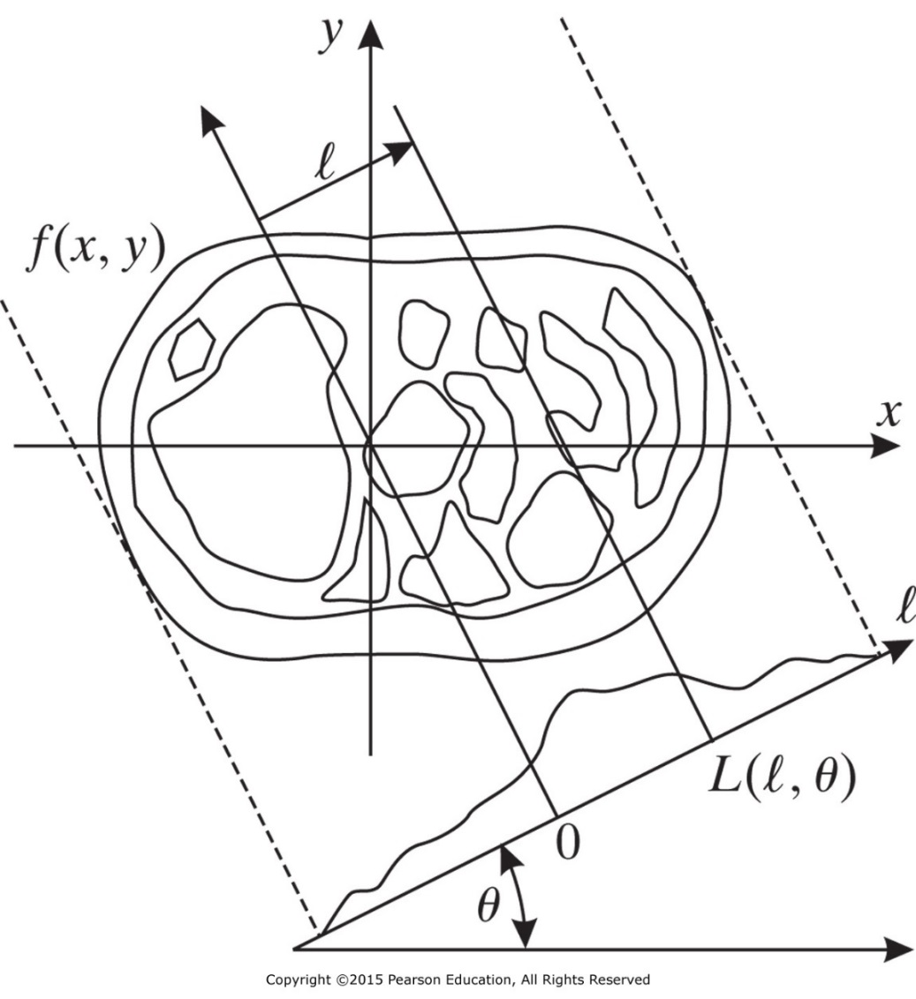 y
ℓ
f(x, y)
x
ℓ
L(ℓ, θ)
0
θ
Copyright ©2015 Pearson Education, All Rights Reserved